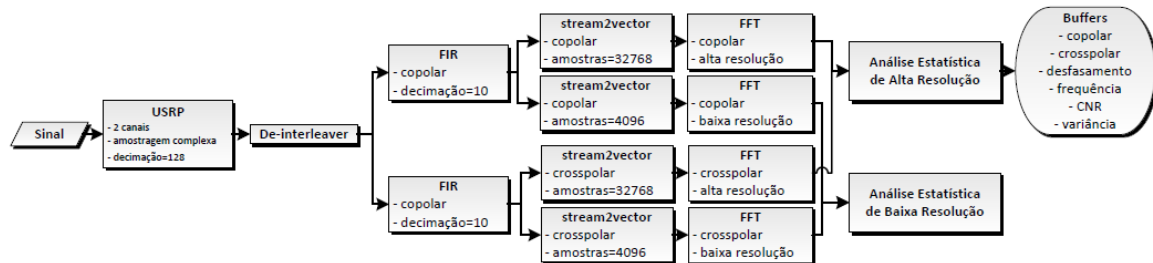 Sinal
USRP
- 2 canais
- amostragem complexa
- decimação=128
De-interleaver
FIR
- copolar
- decimação=10
FIR
- copolar
- decimação=10
stream2vector
- copolar
- amostras=32768
stream2vector
- copolar
- amostras=4096
stream2vector
- crosspolar
- amostras=32768
stream2vector
- crosspolar
- amostras=4096
FFT
- copolar
- alta resolução
FFT
- copolar
- baixa resolução
FFT
- crosspolar
- alta resolução
FFT
- crosspolar
- baixa resolução
Análise Estatística
de Alta Resolução
Análise Estatística
de Baixa Resolução
Buffers
- copolar
- crosspolar
- desfasamento
- frequência
- CNR
- variância